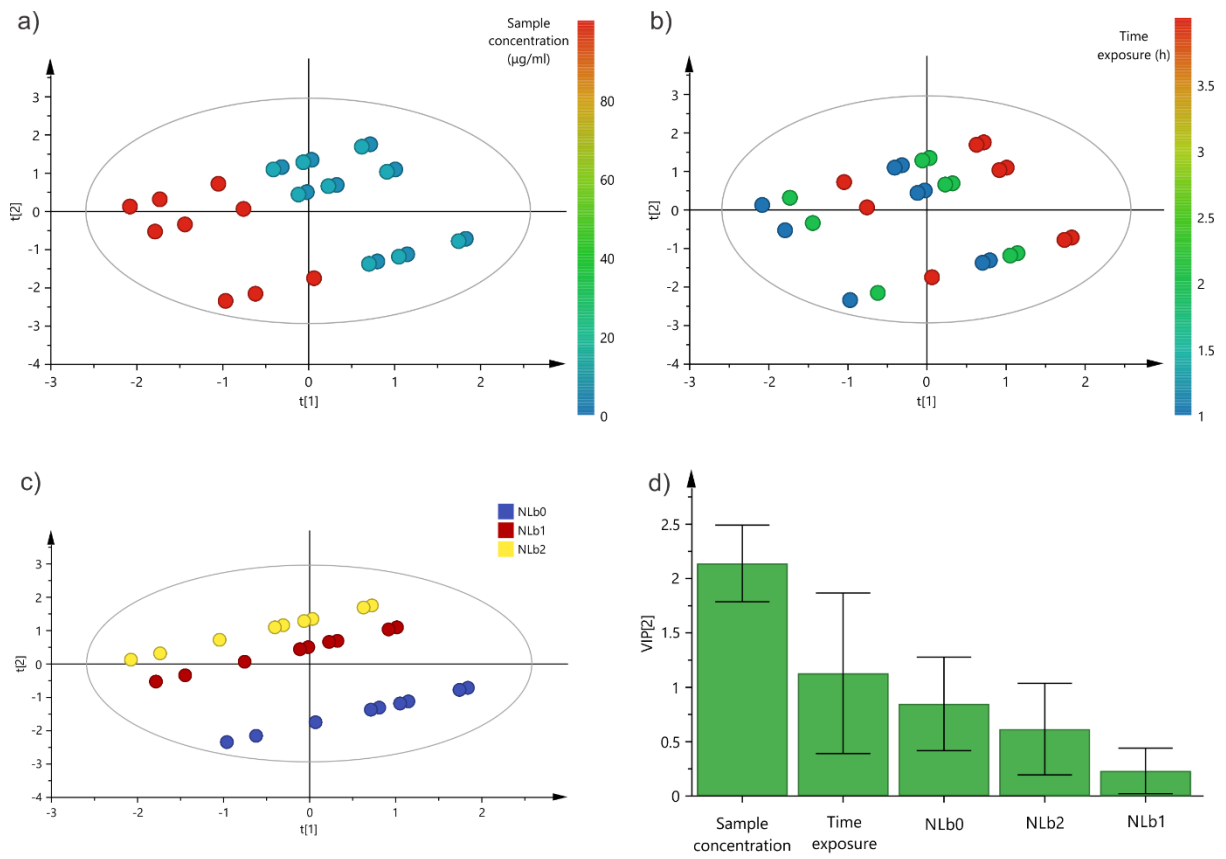 a)
Sample
concentration
(µg/ml)
80
60
40
20
0
3
2
1
0
-1
-2
-3
-4
t[2]
-3
-2
-1
0
1
2
t[1]
b)
Time
exposure (h)
3.5
3
2.5
2
1.5
1
3
2
1
0
-1
-2
-3
-4
t[2]
-3
-2
-1
0
1
2
t[1]
c)
NLb0
NLb1
NLb2
3
2
1
0
-1
-2
-3
-4
t[2]
-3
-2
-1
0
1
2
t[1]
d)
2.5
2
1.5
1
0.5
0
VIP[2]
Sample
concentration
Time
exposure
NLb0
NLb2
NLb1